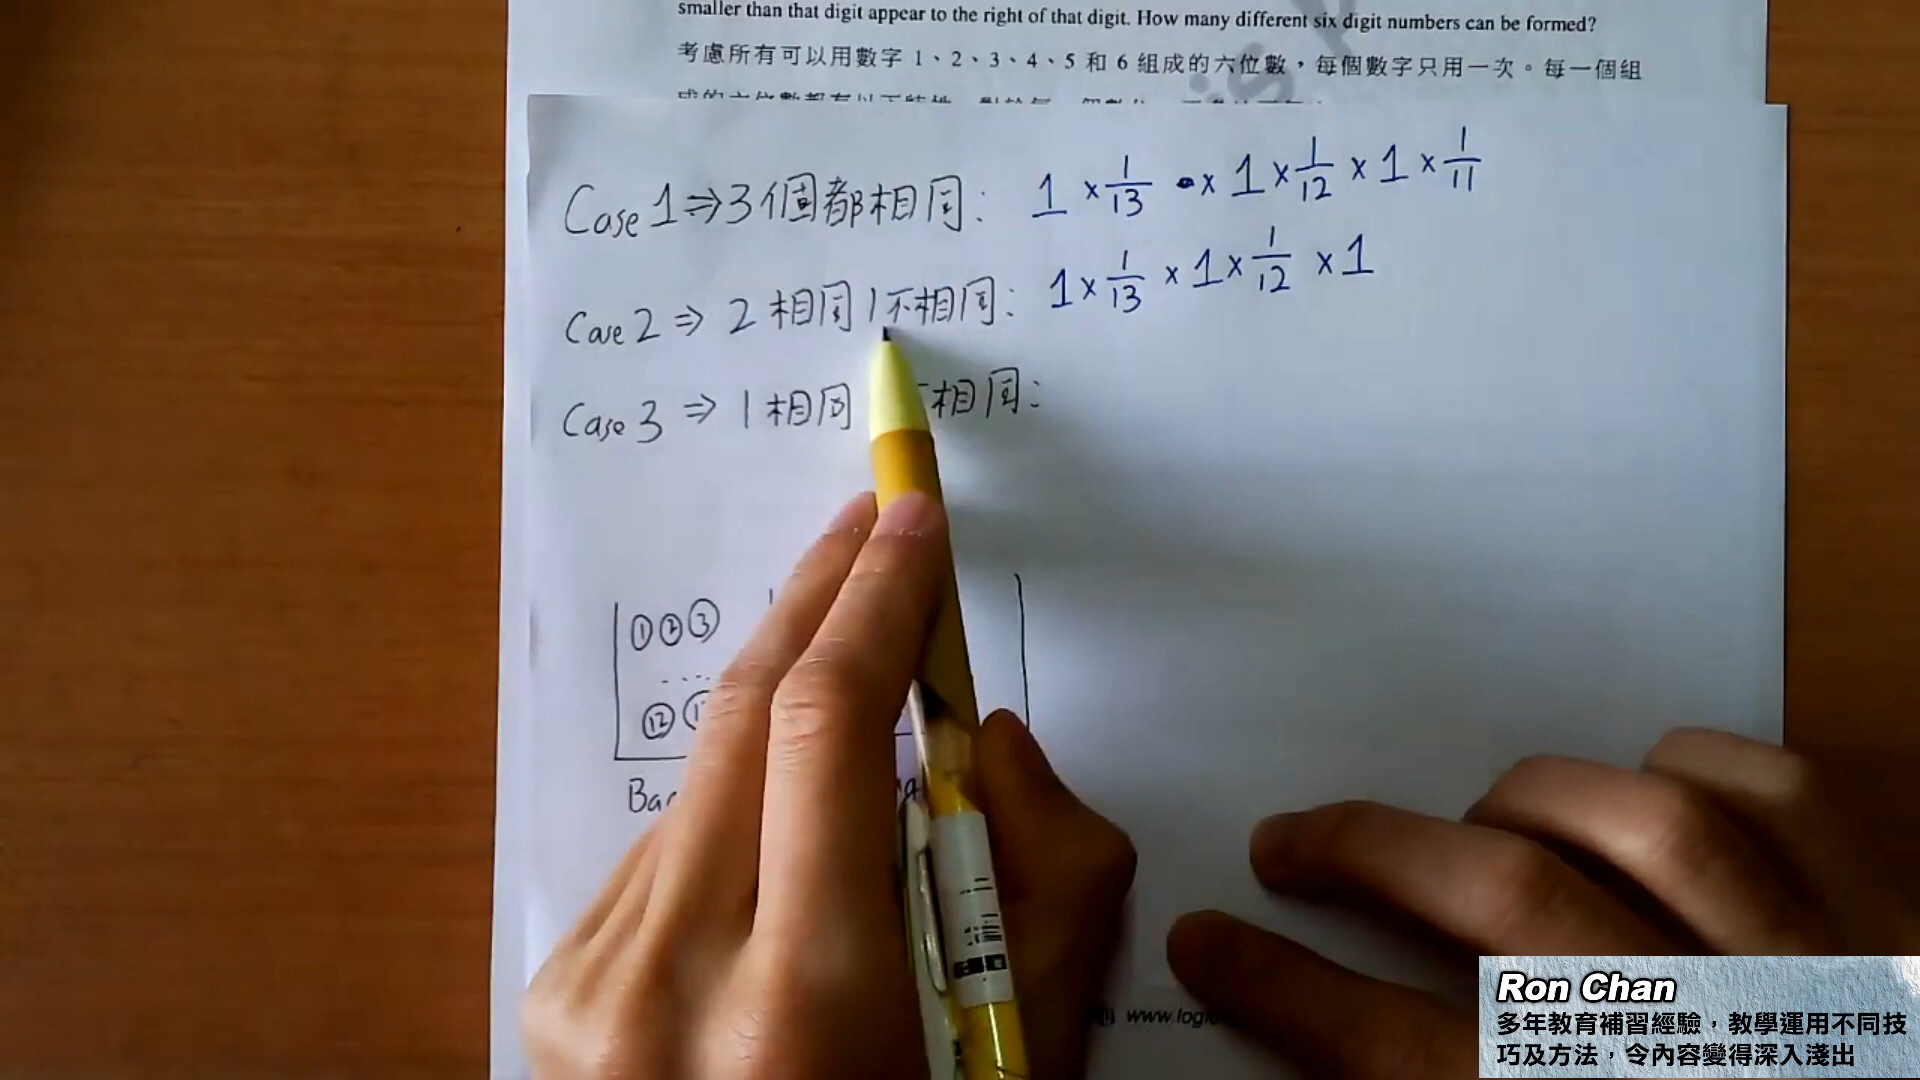 smaller than that digit appear to the right of that digit. How many different six digit numbers can be formed?
考慮所有可以用數字 1、2、3、4、5 和 6 組成的六位數，每個數字只用一次。每一個組
Case 1 ⇒ 3個都相同: 1 × 1/13 × 1 × 1/12 × 1 × 1/11
Case 2 ⇒ 2 相同 1不相同: 1 × 1/13 × 1 × 1/12 × 1
Case 3 ⇒ 1 相同 相同:
① ② ③
⑫
Ba
www.logi
Ron Chan
多年教育補習經驗，教學運用不同技
巧及方法，令內容變得深入淺出